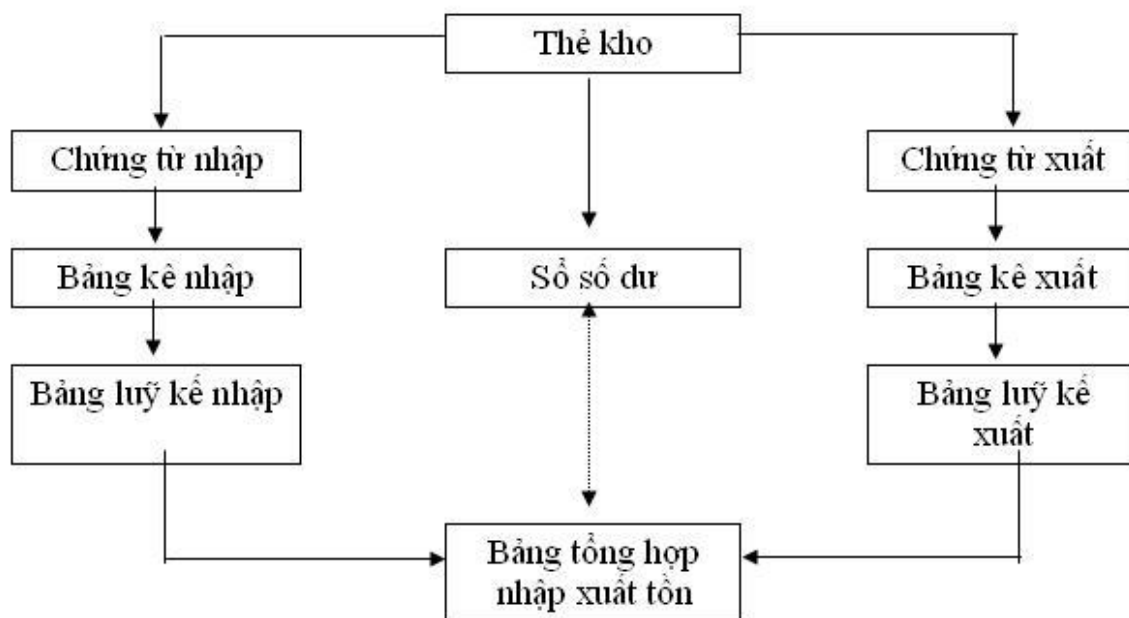 Thẻ kho
Chứng từ nhập
Chứng từ xuất
Bảng kê nhập
Sổ số dư
Bảng kê xuất
Bảng luỹ kế nhập
Bảng luỹ kế
xuất
Bảng tổng hợp
nhập xuất tồn